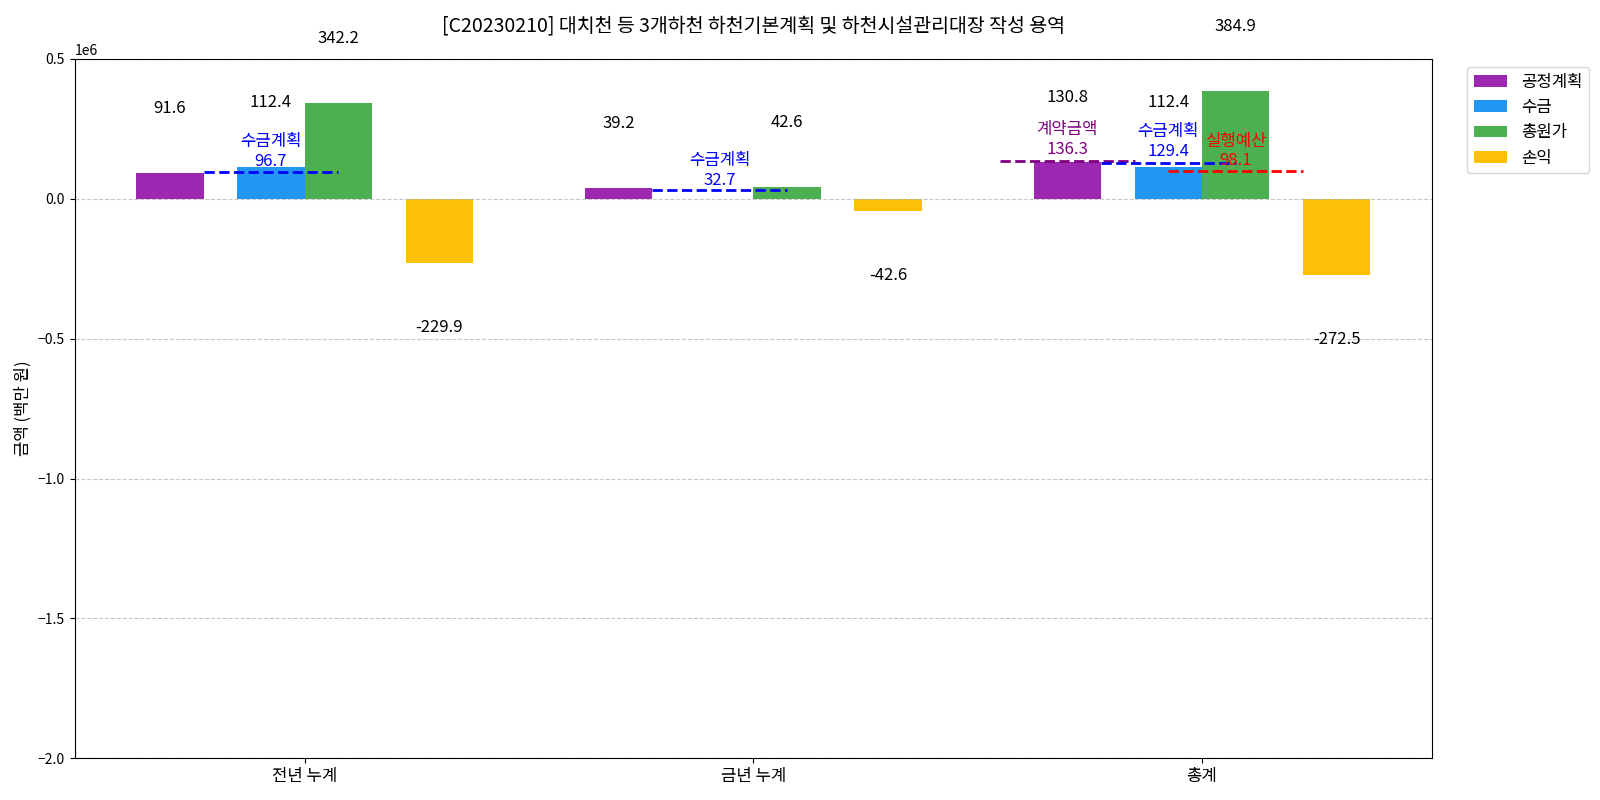 [C20230210] 대치천 등 3개하천 하천기본계획 및 하천시설관리대장 작성 용역
1e6
0.5
0.0
−0.5
−1.0
−1.5
−2.0
금액 (백만 원)
91.6
112.4
342.2
수금계획
96.7
-229.9
39.2
42.6
수금계획
32.7
-42.6
130.8
112.4
384.9
계약금액
136.3
수금계획
129.4
실행예산
98.1
-272.5
전년 누계
금년 누계
총계
공정계획
수금
총원가
손익